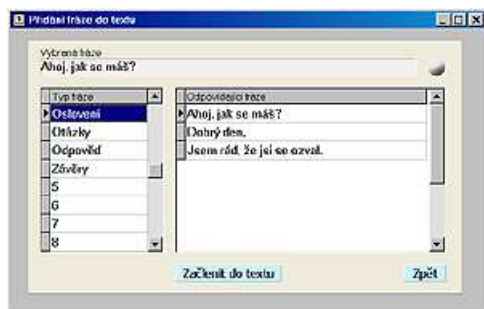 Přidání fráze do textu
Vybraná fráze
Ahoj, jak se máš?
Typ fráze
Oslovení
Otázky
Odpověď
Závěry
5
6
7
8
Odpovídající fráze
Ahoj, jak se máš?
Dobrý den.
Jsem rád, že jsi se ozval.
Začlenit do textu
Zpět